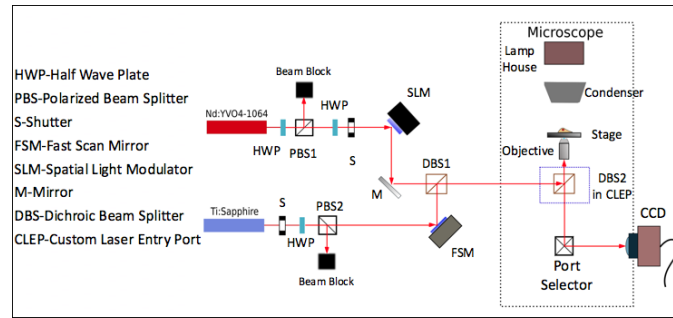 HWP-Half Wave Plate
PBS-Polarized Beam Splitter
S-Shutter
FSM-Fast Scan Mirror
SLM-Spatial Light Modulator
M-Mirror
DBS-Dichroic Beam Splitter
CLEP-Custom Laser Entry Port
Beam Block
Nd:YVO4-1064
HWP
PBS1
HWP
S
SLM
M
DBS1
Ti:Sapphire
S
HWP
PBS2
Beam Block
FSM
Microscope
Lamp
House
Condenser
Stage
Objective
DBS2
in CLEP
CCD
Port
Selector